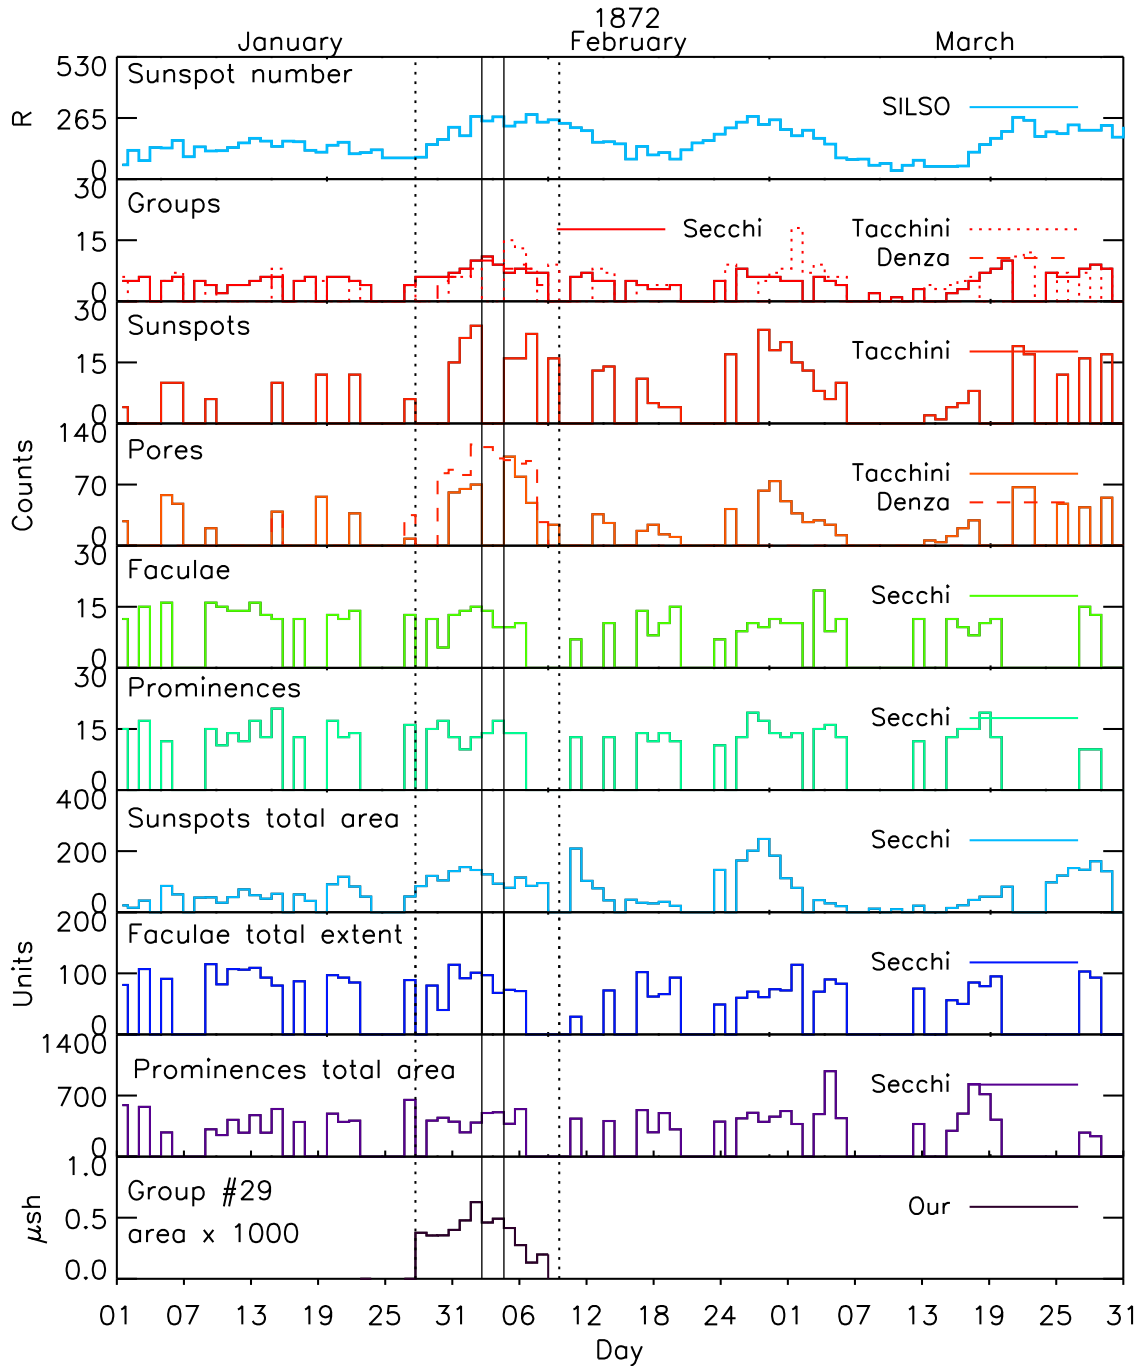 1872
January February March
Sunspot number
530
265
0
R
SILSO
Groups
30
15
0
Secchi
Tacchini
Denza
Sunspots
30
15
0
Tacchini
Pores
140
70
0
Counts
Tacchini
Denza
Faculae
30
15
0
Secchi
Prominences
30
15
0
Secchi
Sunspots total area
400
200
0
Secchi
Faculae total extent
200
100
0
Units
Secchi
Prominences total area
1400
700
0
Secchi
Group #29
area x 1000
1.0
0.5
0.0
μsh
Our
01 07 13 19 25 31 06 12 18 24 01 07 13 19 25 31
Day